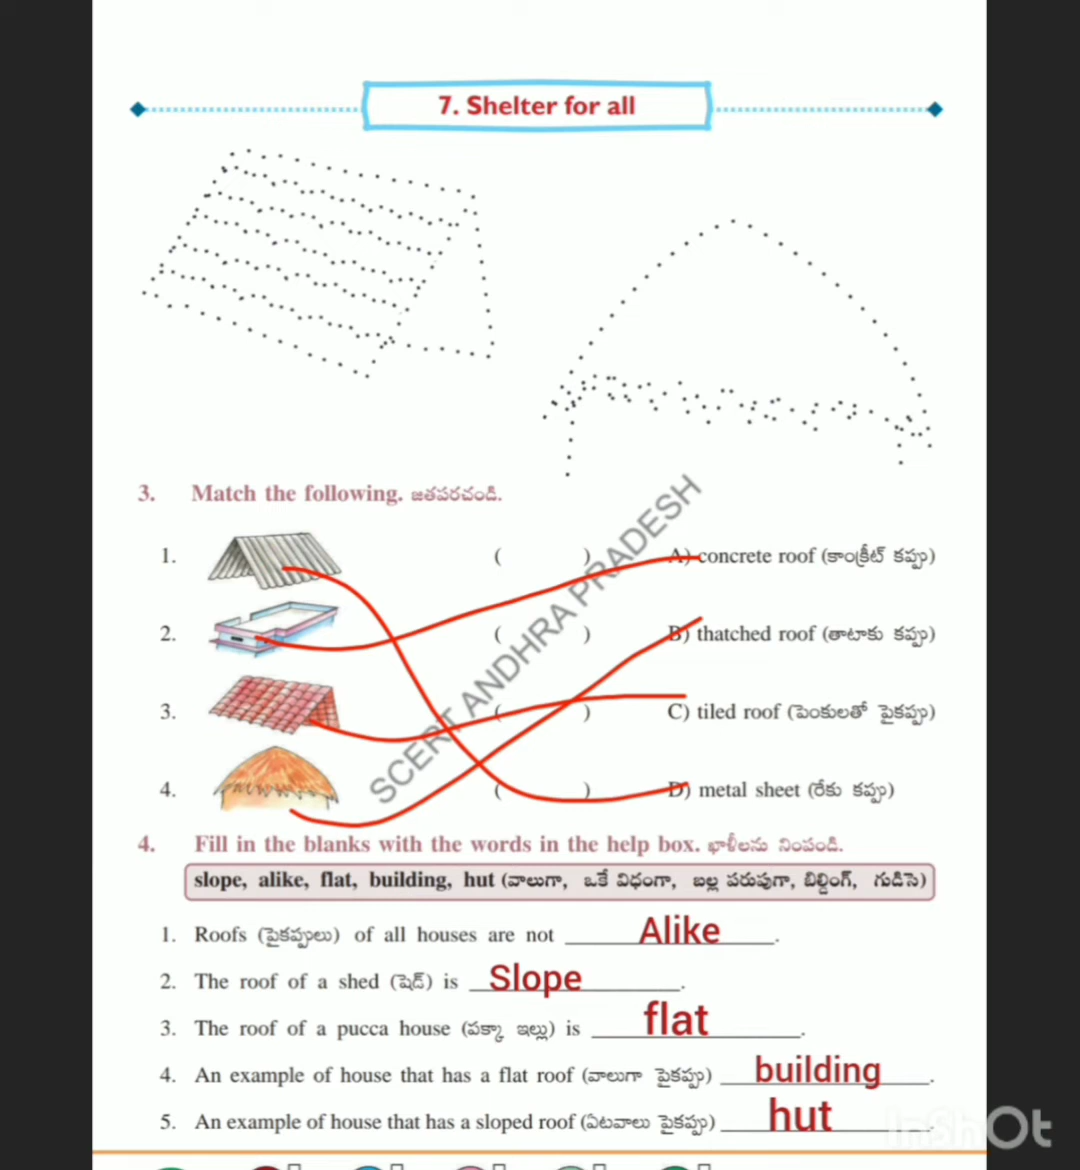 7. Shelter for all
3. Match the following. జతపరచండి.
1. ( ) A) concrete roof (కాంక్రీట్ కప్పు)
2. ( ) B) thatched roof (తాటాకు కప్పు)
3. ( ) C) tiled roof (పెంకులతో పైకప్పు)
4. ( ) D) metal sheet (రేకు కప్పు)
SCERT ANDHRA PRADESH
4. Fill in the blanks with the words in the help box. ఖాళీలను నింపండి.
slope, alike, flat, building, hut (వాలుగా, ఒకే విధంగా, బల్ల పరుపుగా, బిల్డింగ్, గుడిసె)
1. Roofs (పైకప్పులు) of all houses are not Alike.
2. The roof of a shed (షెడ్) is Slope.
3. The roof of a pucca house (పక్కా ఇల్లు) is flat.
4. An example of house that has a flat roof (వాలుగా పైకప్పు) building.
5. An example of house that has a sloped roof (ఏటవాలు పైకప్పు) hut.
InShOt